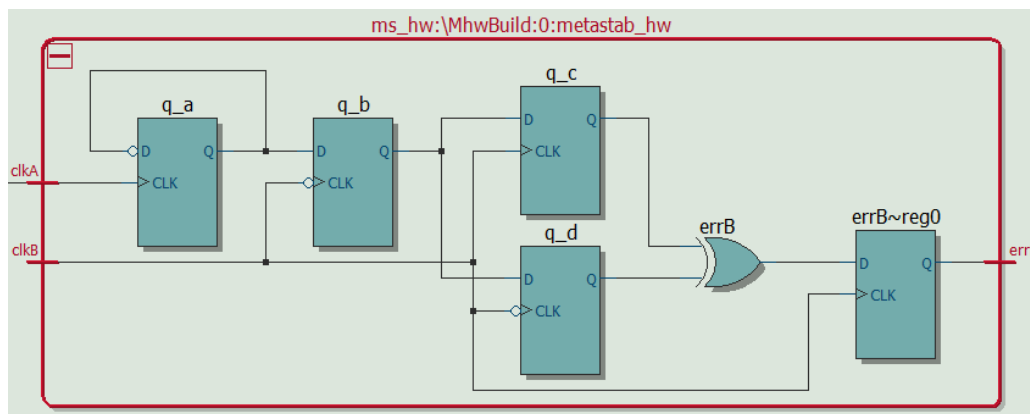 ms_hw:\MhwBuild:0:metastab_hw
q_a
q_b
q_c
D
Q
CLK
D
Q
CLK
D
Q
CLK
clkA
clkB
q_d
D
Q
CLK
errB
errB~reg0
D
Q
CLK
err